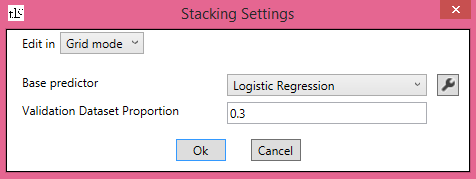 Stacking Settings
Edit in Grid mode
Base predictor Logistic Regression
Validation Dataset Proportion 0.3
Ok Cancel